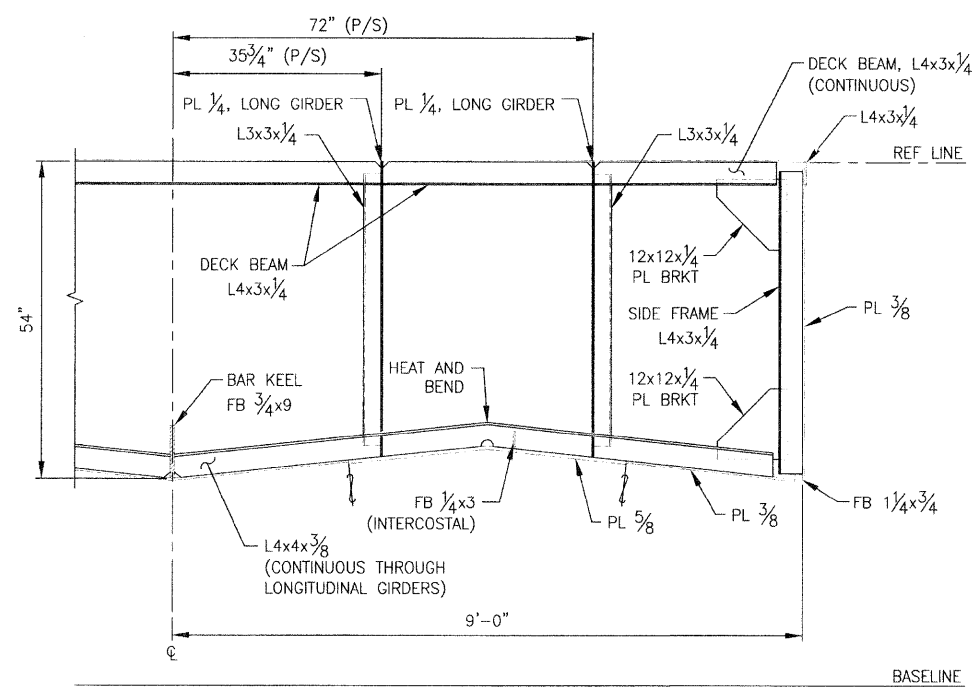 72" (P/S)
35¾" (P/S)
DECK BEAM, L4x3x¼
(CONTINUOUS)
PL ¼, LONG GIRDER
PL ¼, LONG GIRDER
L4x3x¼
L3x3x¼
L3x3x¼
REF LINE
12x12x¼
PL BRKT
DECK BEAM
L4x3x¼
54"
SIDE FRAME
L4x3x¼
PL ⅜
HEAT AND
BEND
BAR KEEL
FB ¾x9
12x12x¼
PL BRKT
FB ¼x3
(INTERCOSTAL)
PL ⅝
PL ⅜
FB 1¼x¾
L4x4x⅜
(CONTINUOUS THROUGH
LONGITUDINAL GIRDERS)
9'-0"
℄
BASELINE